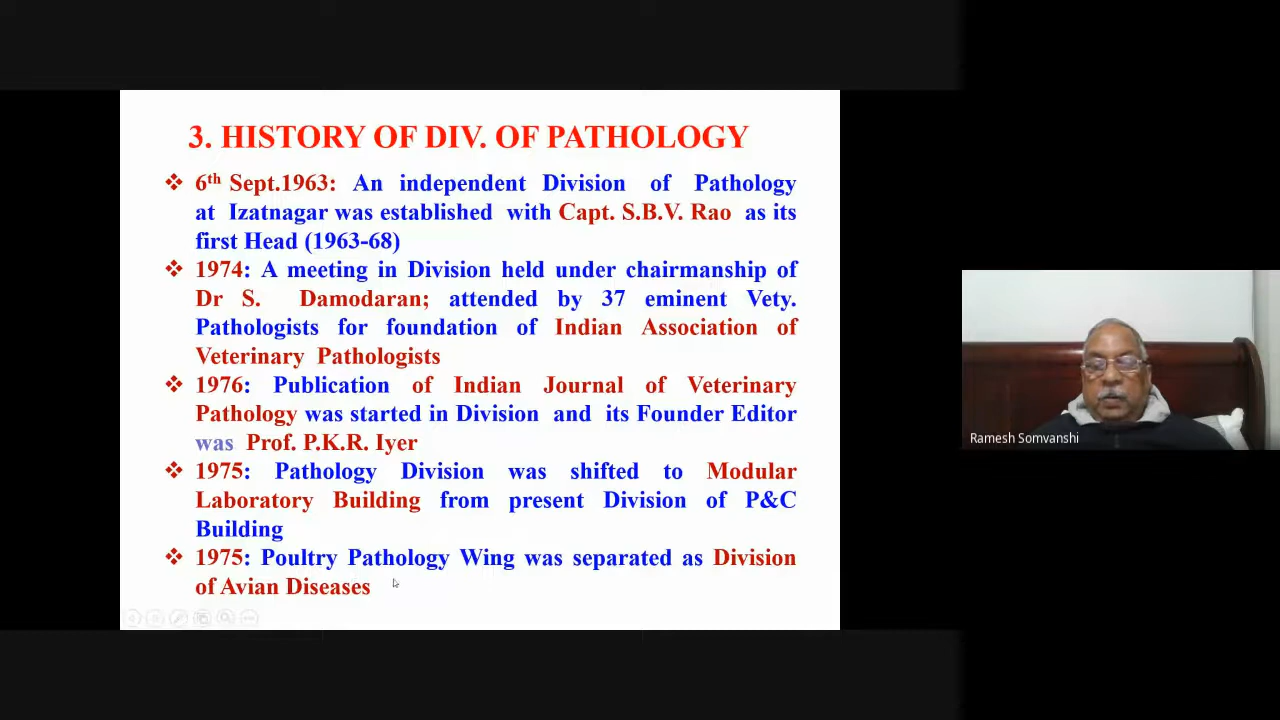 3. HISTORY OF DIV. OF PATHOLOGY
❖ 6th Sept.1963: An independent Division of Pathology
at Izatnagar was established with Capt. S.B.V. Rao as its
first Head (1963-68)
❖ 1974: A meeting in Division held under chairmanship of
Dr S. Damodaran; attended by 37 eminent Vety.
Pathologists for foundation of Indian Association of
Veterinary Pathologists
❖ 1976: Publication of Indian Journal of Veterinary
Pathology was started in Division and its Founder Editor
was Prof. P.K.R. Iyer
❖ 1975: Pathology Division was shifted to Modular
Laboratory Building from present Division of P&C
Building
❖ 1975: Poultry Pathology Wing was separated as Division
of Avian Diseases
Ramesh Somvanshi